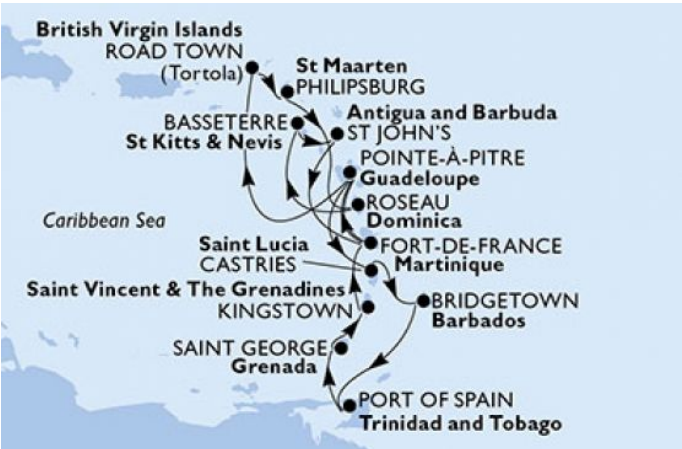 British Virgin Islands
ROAD TOWN
(Tortola)
St Maarten
PHILIPSBURG
Antigua and Barbuda
ST JOHN'S
BASSETERRE
St Kitts & Nevis
POINTE-À-PITRE
Guadeloupe
ROSEAU
Dominica
Caribbean Sea
FORT-DE-FRANCE
Martinique
Saint Lucia
CASTRIES
Saint Vincent & The Grenadines
KINGSTOWN
BRIDGETOWN
Barbados
SAINT GEORGE
Grenada
PORT OF SPAIN
Trinidad and Tobago